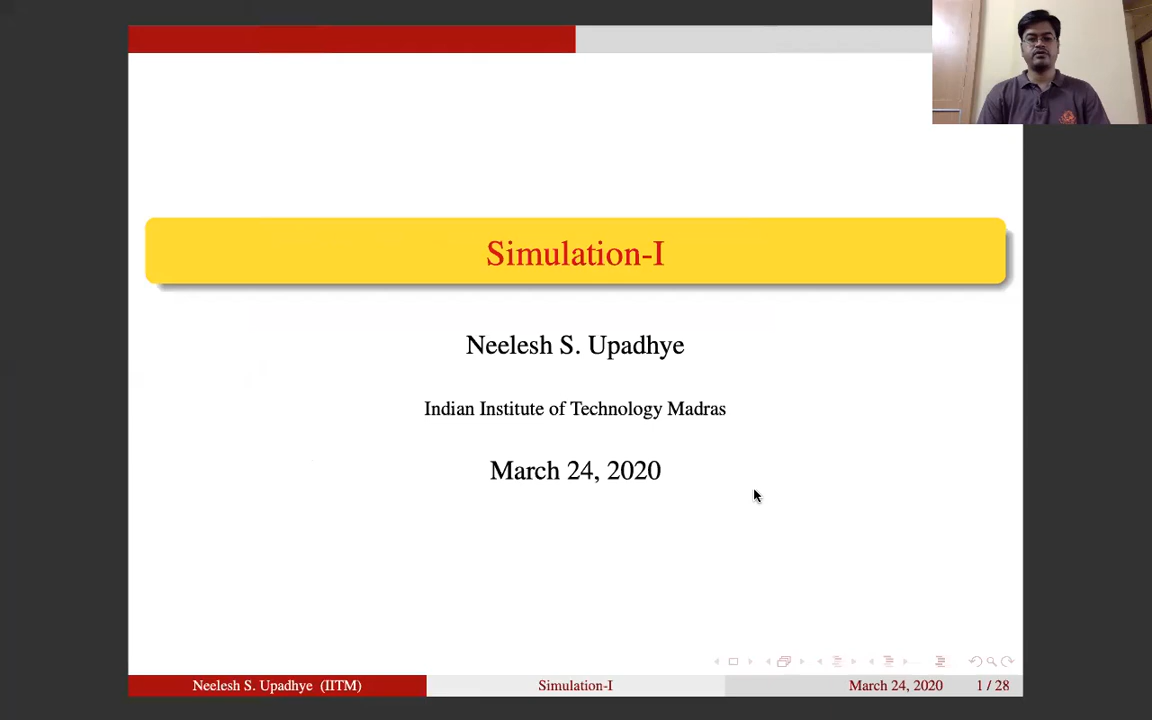 Simulation-I
Neelesh S. Upadhye
Indian Institute of Technology Madras
March 24, 2020
Neelesh S. Upadhye (IITM)
Simulation-I
March 24, 2020
1 / 28